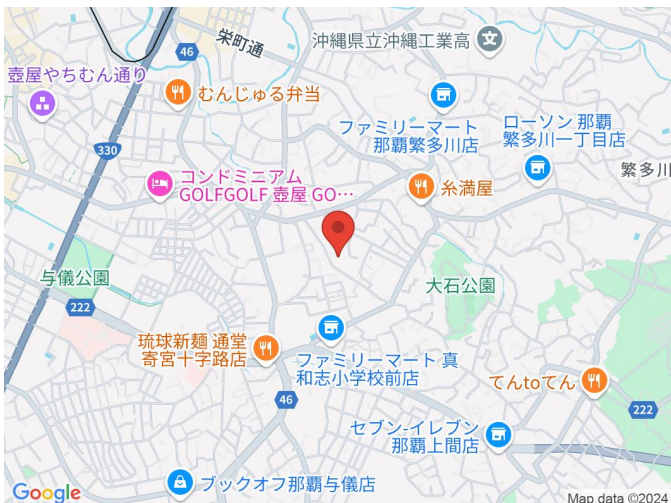 46
栄町通
沖縄県立沖縄工業高
文
壺屋やちむん通り
むんじゅる弁当
ファミリーマート
那覇繁多川店
ローソン 那覇
繁多川一丁目店
330
コンドミニアム
GOLFGOLF 壺屋 GO…
糸満屋
繁多川
与儀公園
大石公園
222
琉球新麺 通堂
寄宮十字路店
ファミリーマート 真
和志小学校前店
てんtoてん
46
222
セブン-イレブン
那覇上間店
ブックオフ那覇与儀店
Google
Map data ©2024